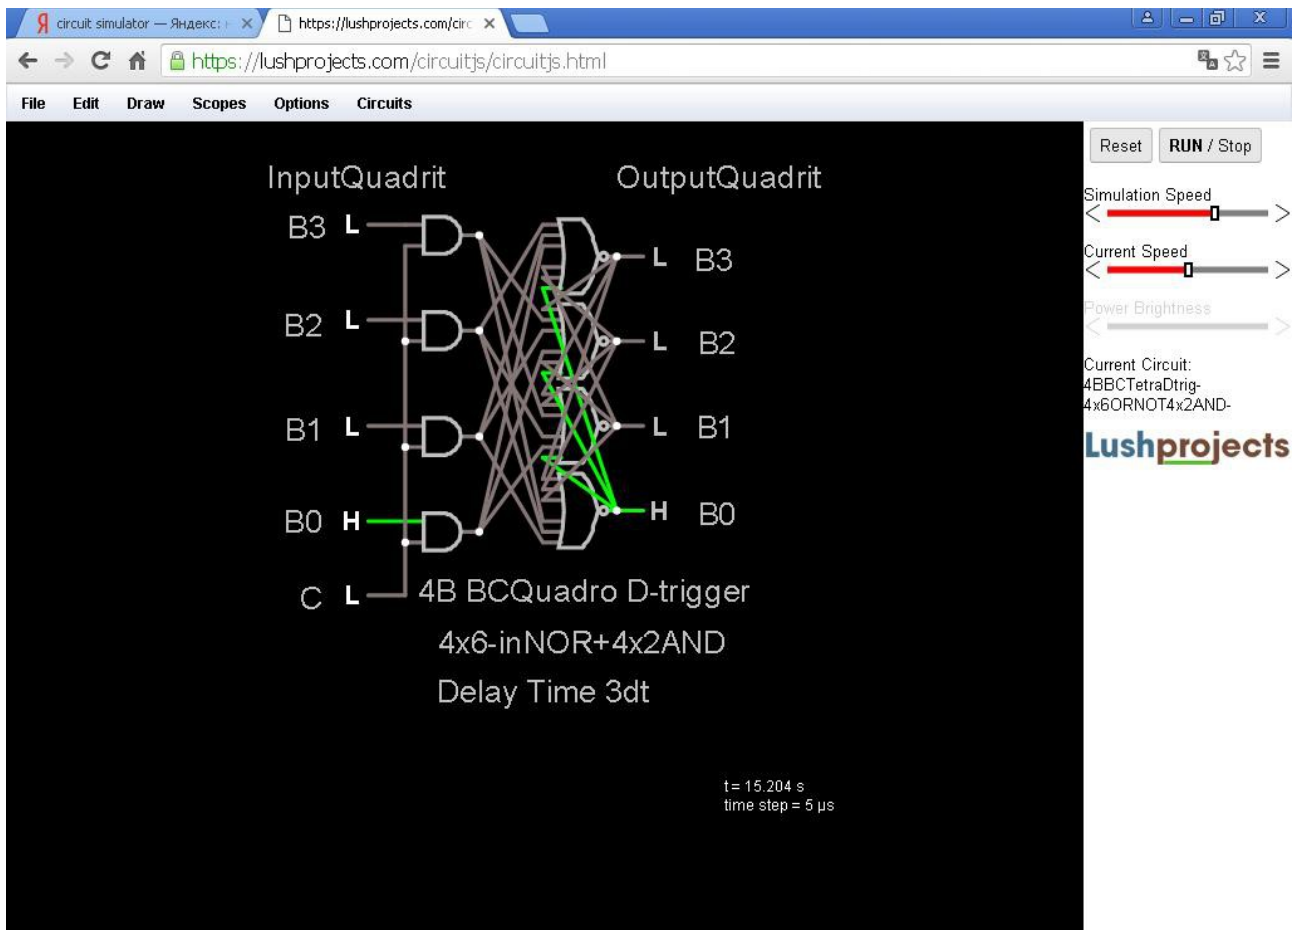 Я circuit simulator — Яндекс: н
https://lushprojects.com/circ
https://lushprojects.com/circuitjs/circuitjs.html
File Edit Draw Scopes Options Circuits
Reset RUN / Stop
Simulation Speed
Current Speed
Power Brightness
Current Circuit:
4BBCTetraDtrig-
4x6ORNOT4x2AND-
Lushprojects
InputQuadrit OutputQuadrit
B3 L L B3
B2 L L B2
B1 L L B1
B0 H H B0
C L
4B BCQuadro D-trigger
4x6-inNOR+4x2AND
Delay Time 3dt
t = 15.204 s
time step = 5 µs